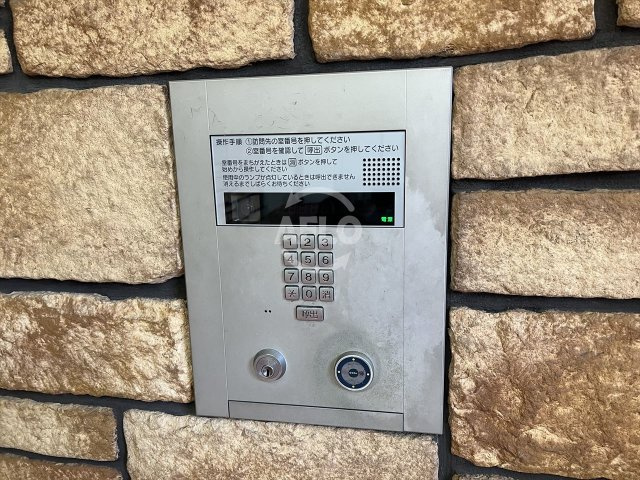 操作手順 ①訪問先の室番号を押してください
②室番号を確認して 呼出 ボタンを押してください
室番号をまちがえたときは 消 ボタンを押して
始めから操作してください
使用中のランプが点灯しているときは呼出できません
消えるまでしばらくお待ちください
電源
AFLO
1 2 3
4 5 6
7 8 9
＊ 0 消
呼出